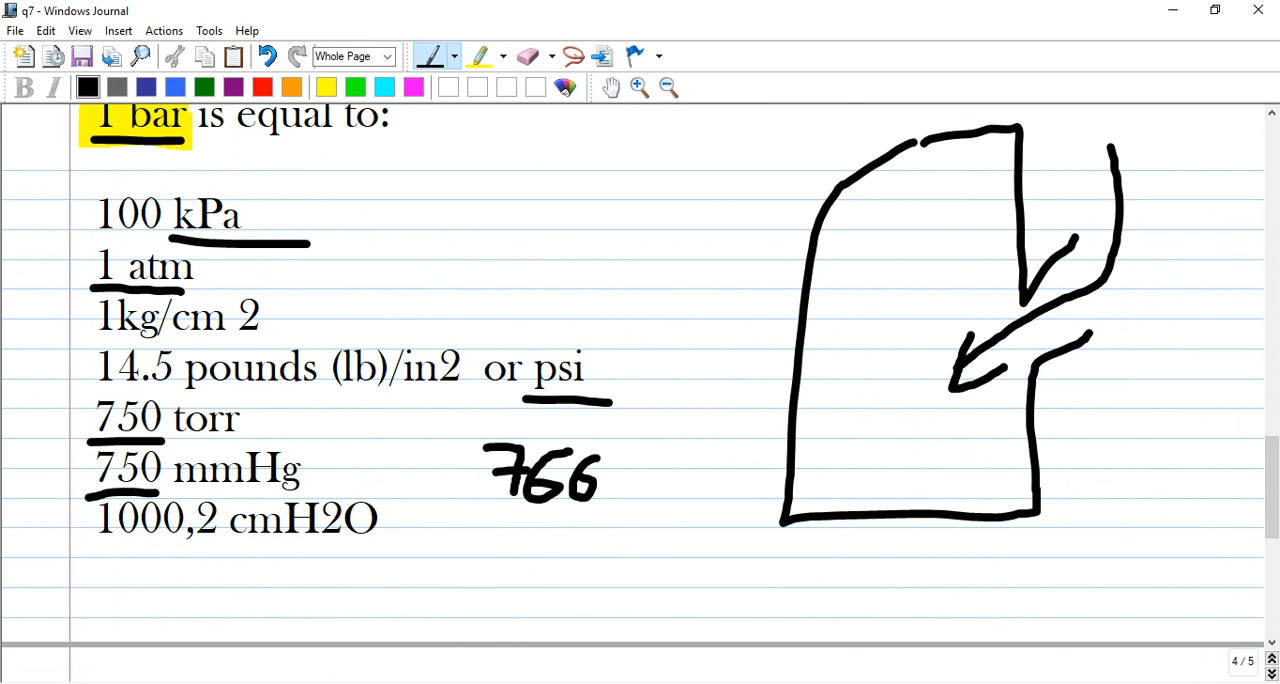 q7 - Windows Journal
File Edit View Insert Actions Tools Help
Whole Page
B I
1 bar is equal to:
100 kPa
1 atm
1kg/cm 2
14.5 pounds (lb)/in2 or psi
750 torr
750 mmHg
766
1000,2 cmH2O
4 / 5